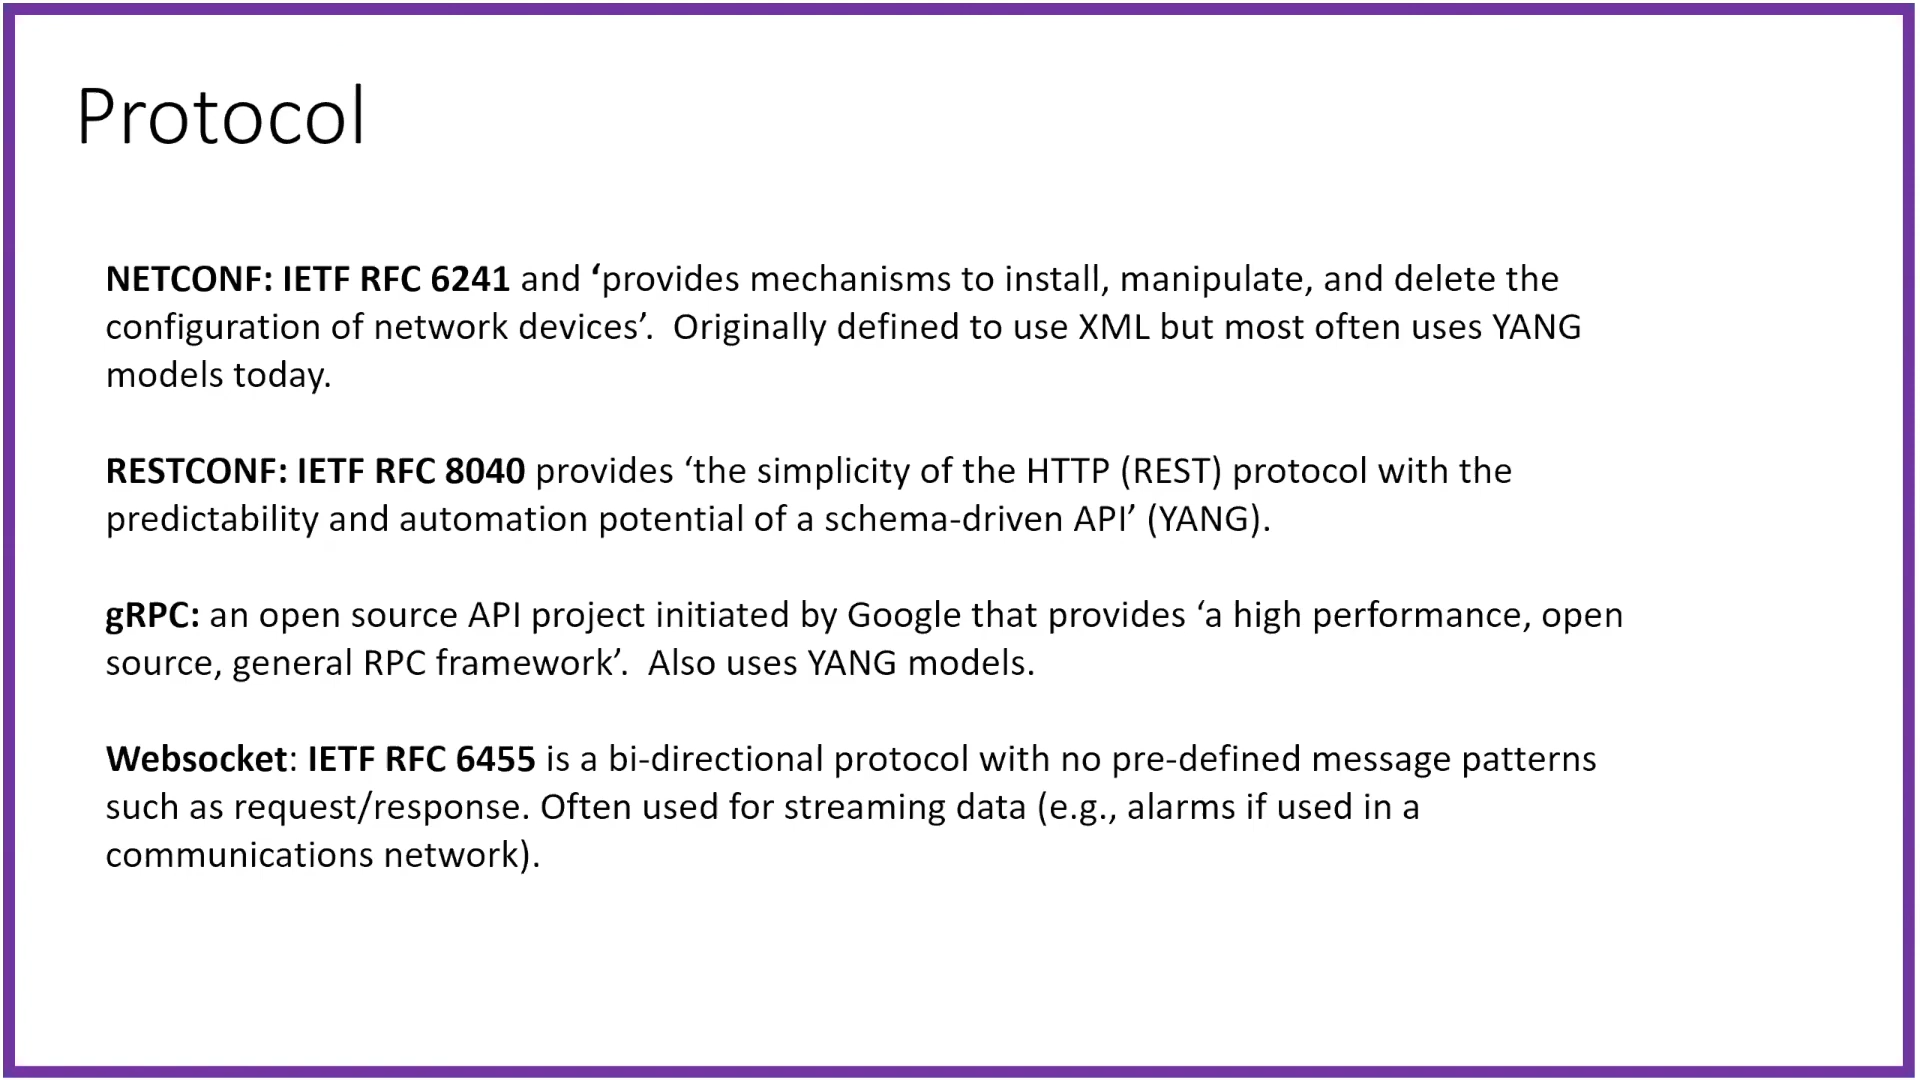 Protocol
NETCONF: IETF RFC 6241 and ‘provides mechanisms to install, manipulate, and delete the
configuration of network devices’.  Originally defined to use XML but most often uses YANG
models today.
RESTCONF: IETF RFC 8040 provides ‘the simplicity of the HTTP (REST) protocol with the
predictability and automation potential of a schema-driven API’ (YANG).
gRPC: an open source API project initiated by Google that provides ‘a high performance, open
source, general RPC framework’.  Also uses YANG models.
Websocket: IETF RFC 6455 is a bi-directional protocol with no pre-defined message patterns
such as request/response. Often used for streaming data (e.g., alarms if used in a
communications network).